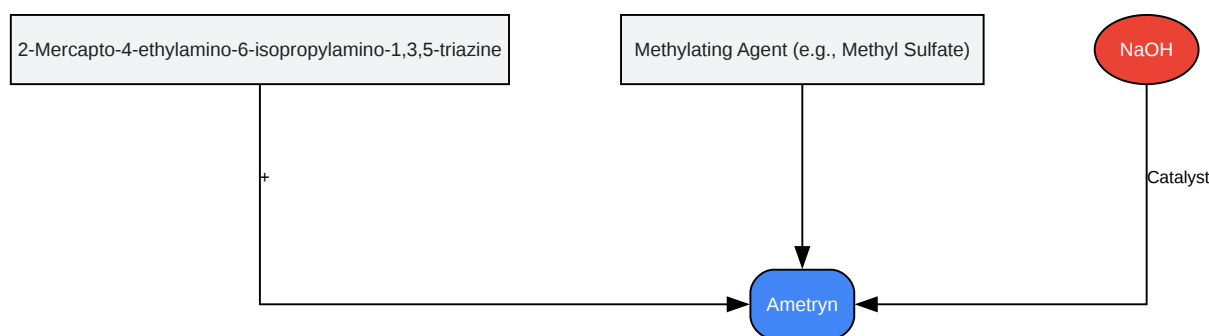 2-Mercapto-4-ethylamino-6-isopropylamino-1,3,5-triazine
Methylating Agent (e.g., Methyl Sulfate)
NaOH
+
Catalyst
Ametryn